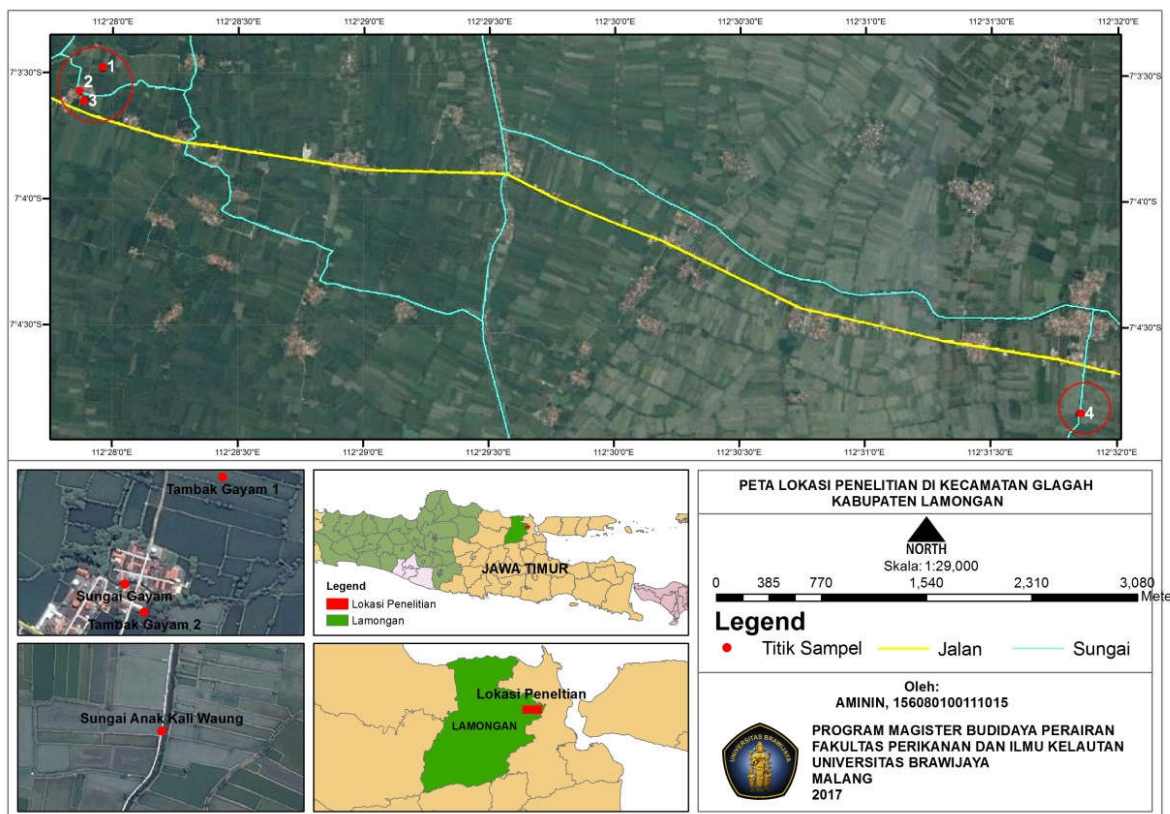 112°28'0"E 112°28'30"E 112°29'0"E 112°29'30"E 112°30'0"E 112°30'30"E 112°31'0"E 112°31'30"E 112°32'0"E
7°3'30"S
7°4'0"S
7°4'30"S
1
2
3
4
7°3'30"S
7°4'0"S
7°4'30"S
112°28'0"E 112°28'30"E 112°29'0"E 112°29'30"E 112°30'0"E 112°30'30"E 112°31'0"E 112°31'30"E 112°32'0"E
Tambak Gayam 1
Sungai Gayam
Tambak Gayam 2
Sungai Anak Kali Waung
JAWA TIMUR
Legend
Lokasi Penelitian
Lamongan
Lokasi Peneltian
LAMONGAN
PETA LOKASI PENELITIAN DI KECAMATAN GLAGAH
KABUPATEN LAMONGAN
NORTH
Skala: 1:29,000
0 385 770 1,540 2,310 3,080
Mete
Legend
Titik Sampel Jalan Sungai
Oleh:
AMININ, 156080100111015
UNIVERSITAS BRAWIJAYA
PROGRAM MAGISTER BUDIDAYA PERAIRAN
FAKULTAS PERIKANAN DAN ILMU KELAUTAN
UNIVERSITAS BRAWIJAYA
MALANG
2017